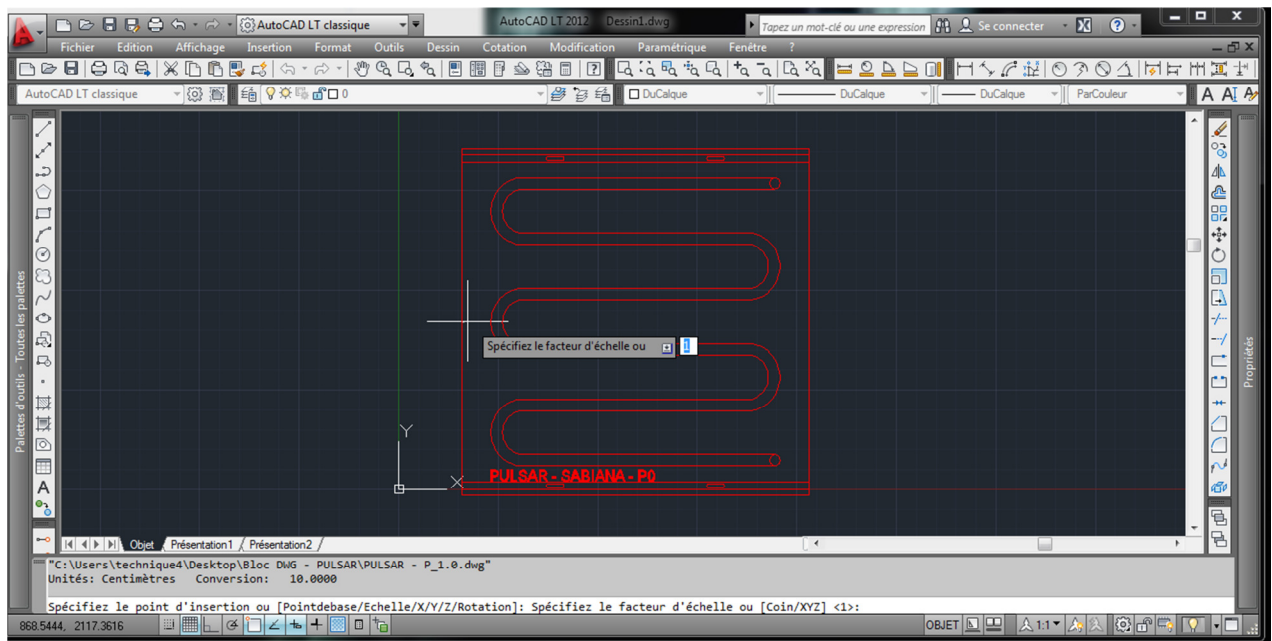 AutoCAD LT classique
AutoCAD LT 2012 Dessin1.dwg
Tapez un mot-clé ou une expression
Se connecter
Fichier Edition Affichage Insertion Format Outils Dessin Cotation Modification Paramétrique Fenêtre ?
AutoCAD LT classique 0 DuCalque DuCalque DuCalque ParCouleur
Palettes d'outils - Toutes les palettes
Propriétés
Spécifiez le facteur d'échelle ou 1
Y
X
PULSAR - SABIANA - P0
Objet Présentation1 Présentation2
"C:\Users\technique4\Desktop\Bloc DWG - PULSAR\PULSAR - P_1.0.dwg"
Unités: Centimètres Conversion: 10.0000
Spécifiez le point d'insertion ou [Pointdebase/Echelle/X/Y/Z/Rotation]: Spécifiez le facteur d'échelle ou [Coin/XYZ] <1>:
868.5444, 2117.3616 OBJET 1:1